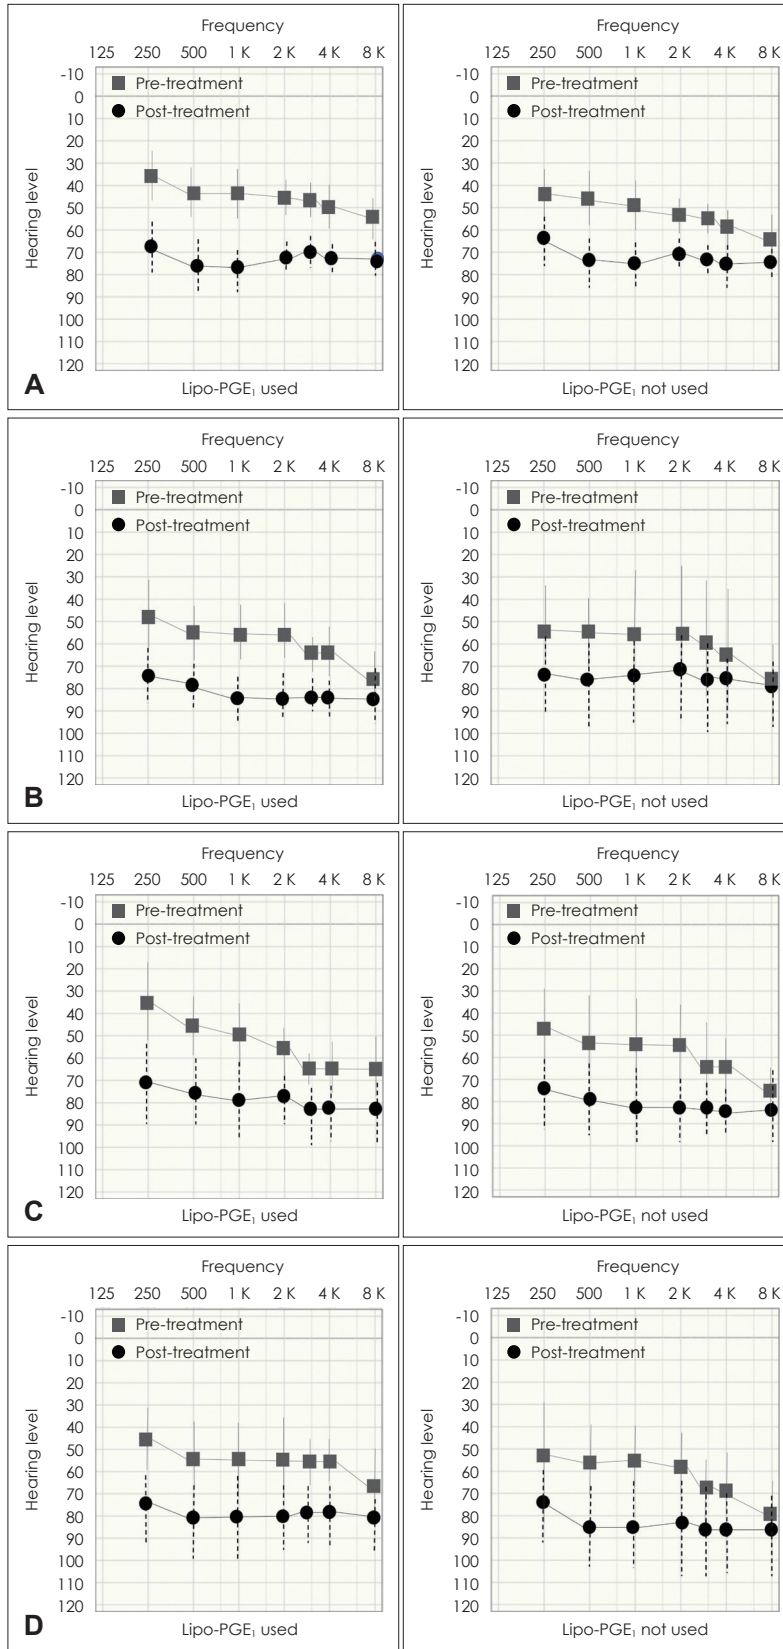 Frequency
125 250 500 1 K 2 K 4 K 8 K
Pre-treatment
Post-treatment
-10
0
10
20
30
40
50
60
70
80
90
100
110
120
Hearing level
A
Lipo-PGE₁ used
Frequency
125 250 500 1 K 2 K 4 K 8 K
Pre-treatment
Post-treatment
-10
0
10
20
30
40
50
60
70
80
90
100
110
120
Hearing level
Lipo-PGE₁ not used
Frequency
125 250 500 1 K 2 K 4 K 8 K
Pre-treatment
Post-treatment
-10
0
10
20
30
40
50
60
70
80
90
100
110
120
Hearing level
B
Lipo-PGE₁ used
Frequency
125 250 500 1 K 2 K 4 K 8 K
Pre-treatment
Post-treatment
-10
0
10
20
30
40
50
60
70
80
90
100
110
120
Hearing level
Lipo-PGE₁ not used
Frequency
125 250 500 1 K 2 K 4 K 8 K
Pre-treatment
Post-treatment
-10
0
10
20
30
40
50
60
70
80
90
100
110
120
Hearing level
C
Lipo-PGE₁ used
Frequency
125 250 500 1 K 2 K 4 K 8 K
Pre-treatment
Post-treatment
-10
0
10
20
30
40
50
60
70
80
90
100
110
120
Hearing level
Lipo-PGE₁ not used
Frequency
125 250 500 1 K 2 K 4 K 8 K
Pre-treatment
Post-treatment
-10
0
10
20
30
40
50
60
70
80
90
100
110
120
Hearing level
D
Lipo-PGE₁ used
Frequency
125 250 500 1 K 2 K 4 K 8 K
Pre-treatment
Post-treatment
-10
0
10
20
30
40
50
60
70
80
90
100
110
120
Hearing level
Lipo-PGE₁ not used